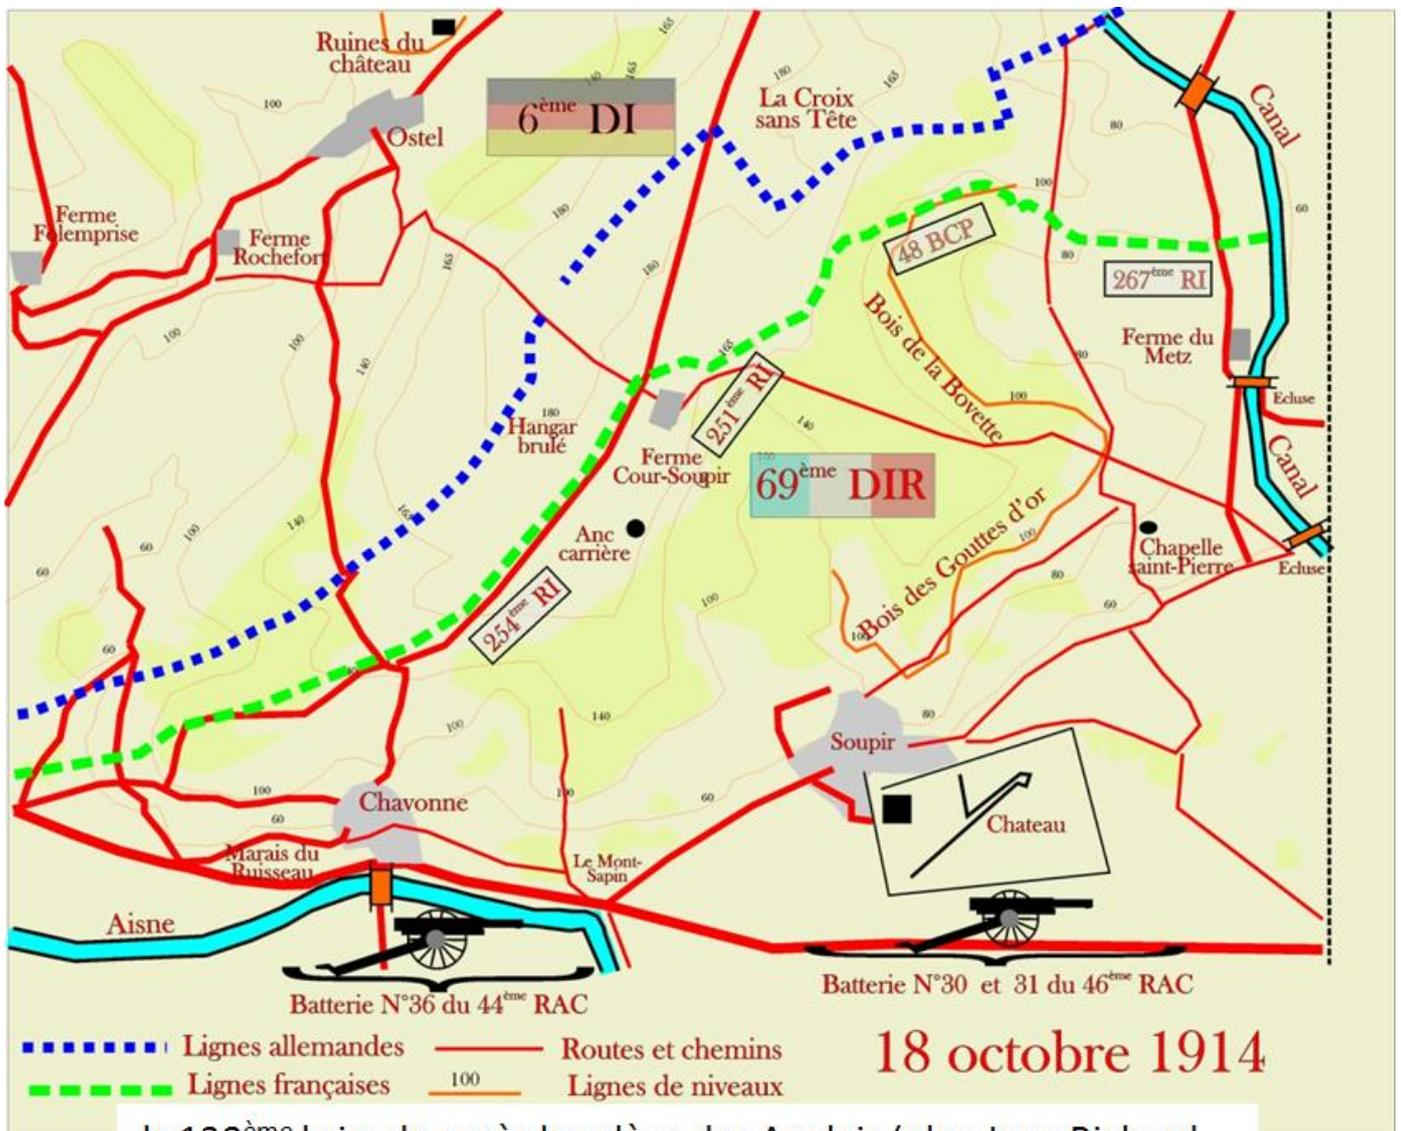 Ruines du
château
Ostel
6ème DI
La Croix
sans Tête
Canal
Ferme
Folemprise
Ferme
Rochefort
48 BCP
267ème RI
Ferme du
Metz
Ecluse
Bois de la Bovette
251ème RI
Hangar
brulé
Ferme
Cour-Soupir
69ème DIR
Canal
Anc
carrière
Bois des Gouttes d'or
Chapelle
saint-Pierre
Ecluse
254ème RI
Soupir
Chavonne
Chateau
Marais du
Ruisseau
Le Mont-
Sapin
Aisne
Batterie N°36 du 44ème RAC
Batterie N°30 et 31 du 46ème RAC
Lignes allemandes
Routes et chemins
Lignes françaises
100
Lignes de niveaux
18 octobre 1914